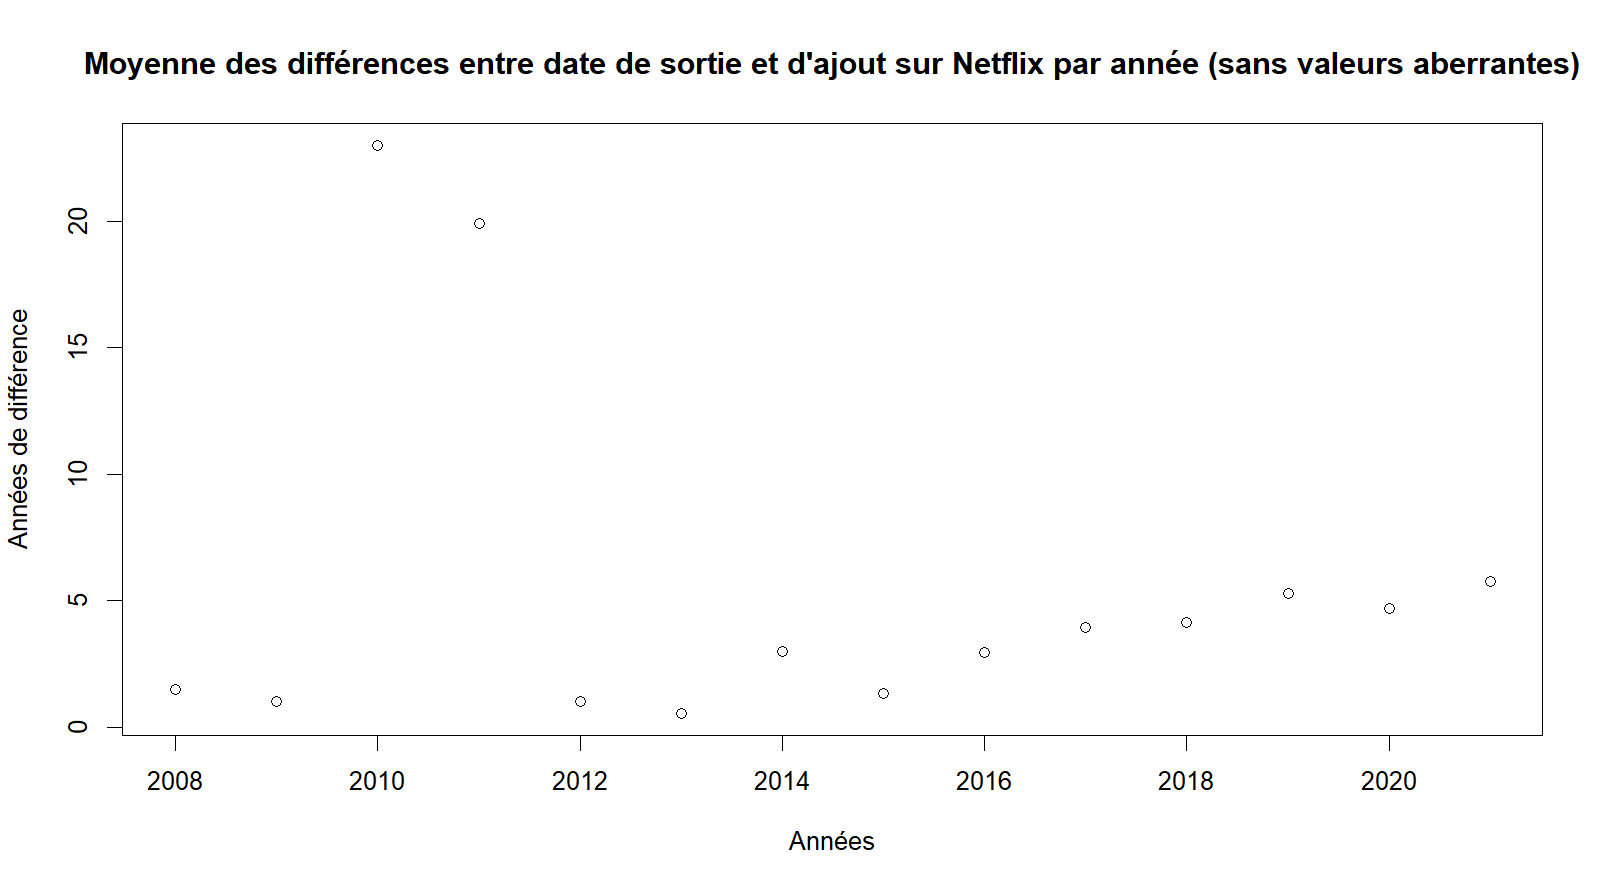 Moyenne des différences entre date de sortie et d'ajout sur Netflix par année (sans valeurs aberrantes)
Années de différence
20
15
10
5
0
2008 2010 2012 2014 2016 2018 2020
Années